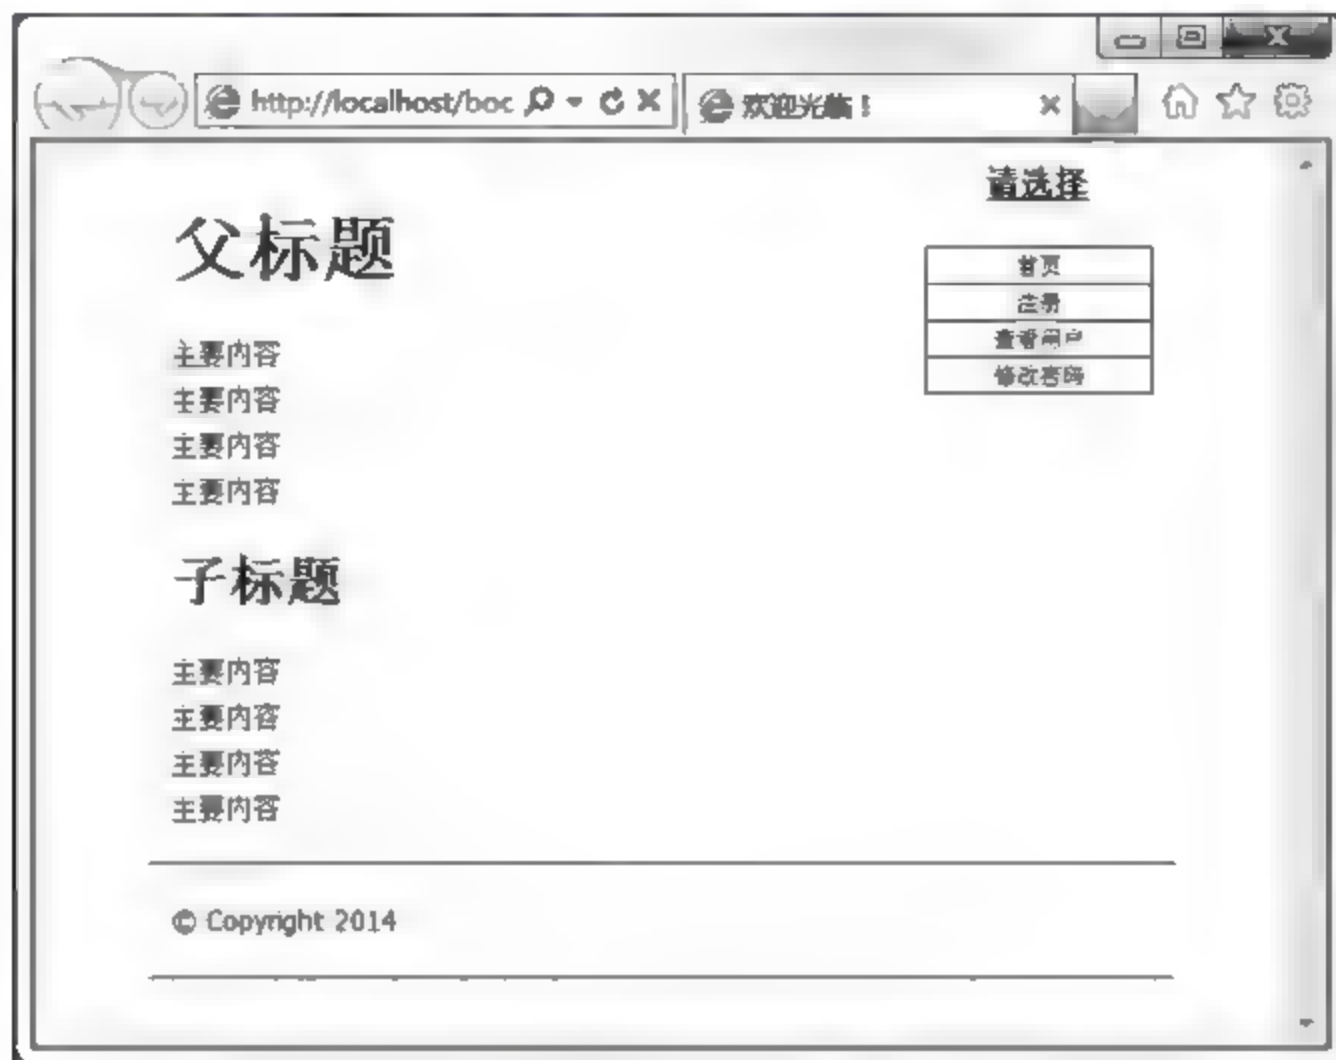 http://localhost/boc
欢迎光临！
请选择
首页
注册
查看用户
修改密码
父标题
主要内容
主要内容
主要内容
主要内容
子标题
主要内容
主要内容
主要内容
主要内容
© Copyright 2014